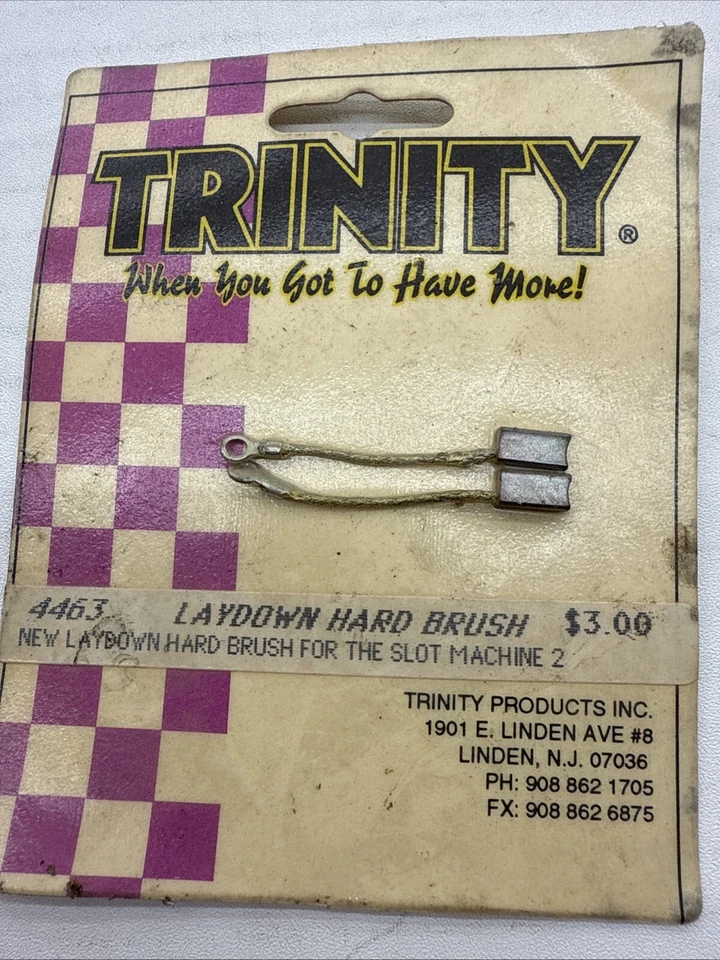 TRINITY®
When You Got To Have More!
4463 LAYDOWN HARD BRUSH $3.00
NEW LAYDOWN HARD BRUSH FOR THE SLOT MACHINE 2
TRINITY PRODUCTS INC.
1901 E. LINDEN AVE #8
LINDEN, N.J. 07036
PH: 908 862 1705
FX: 908 862 6875